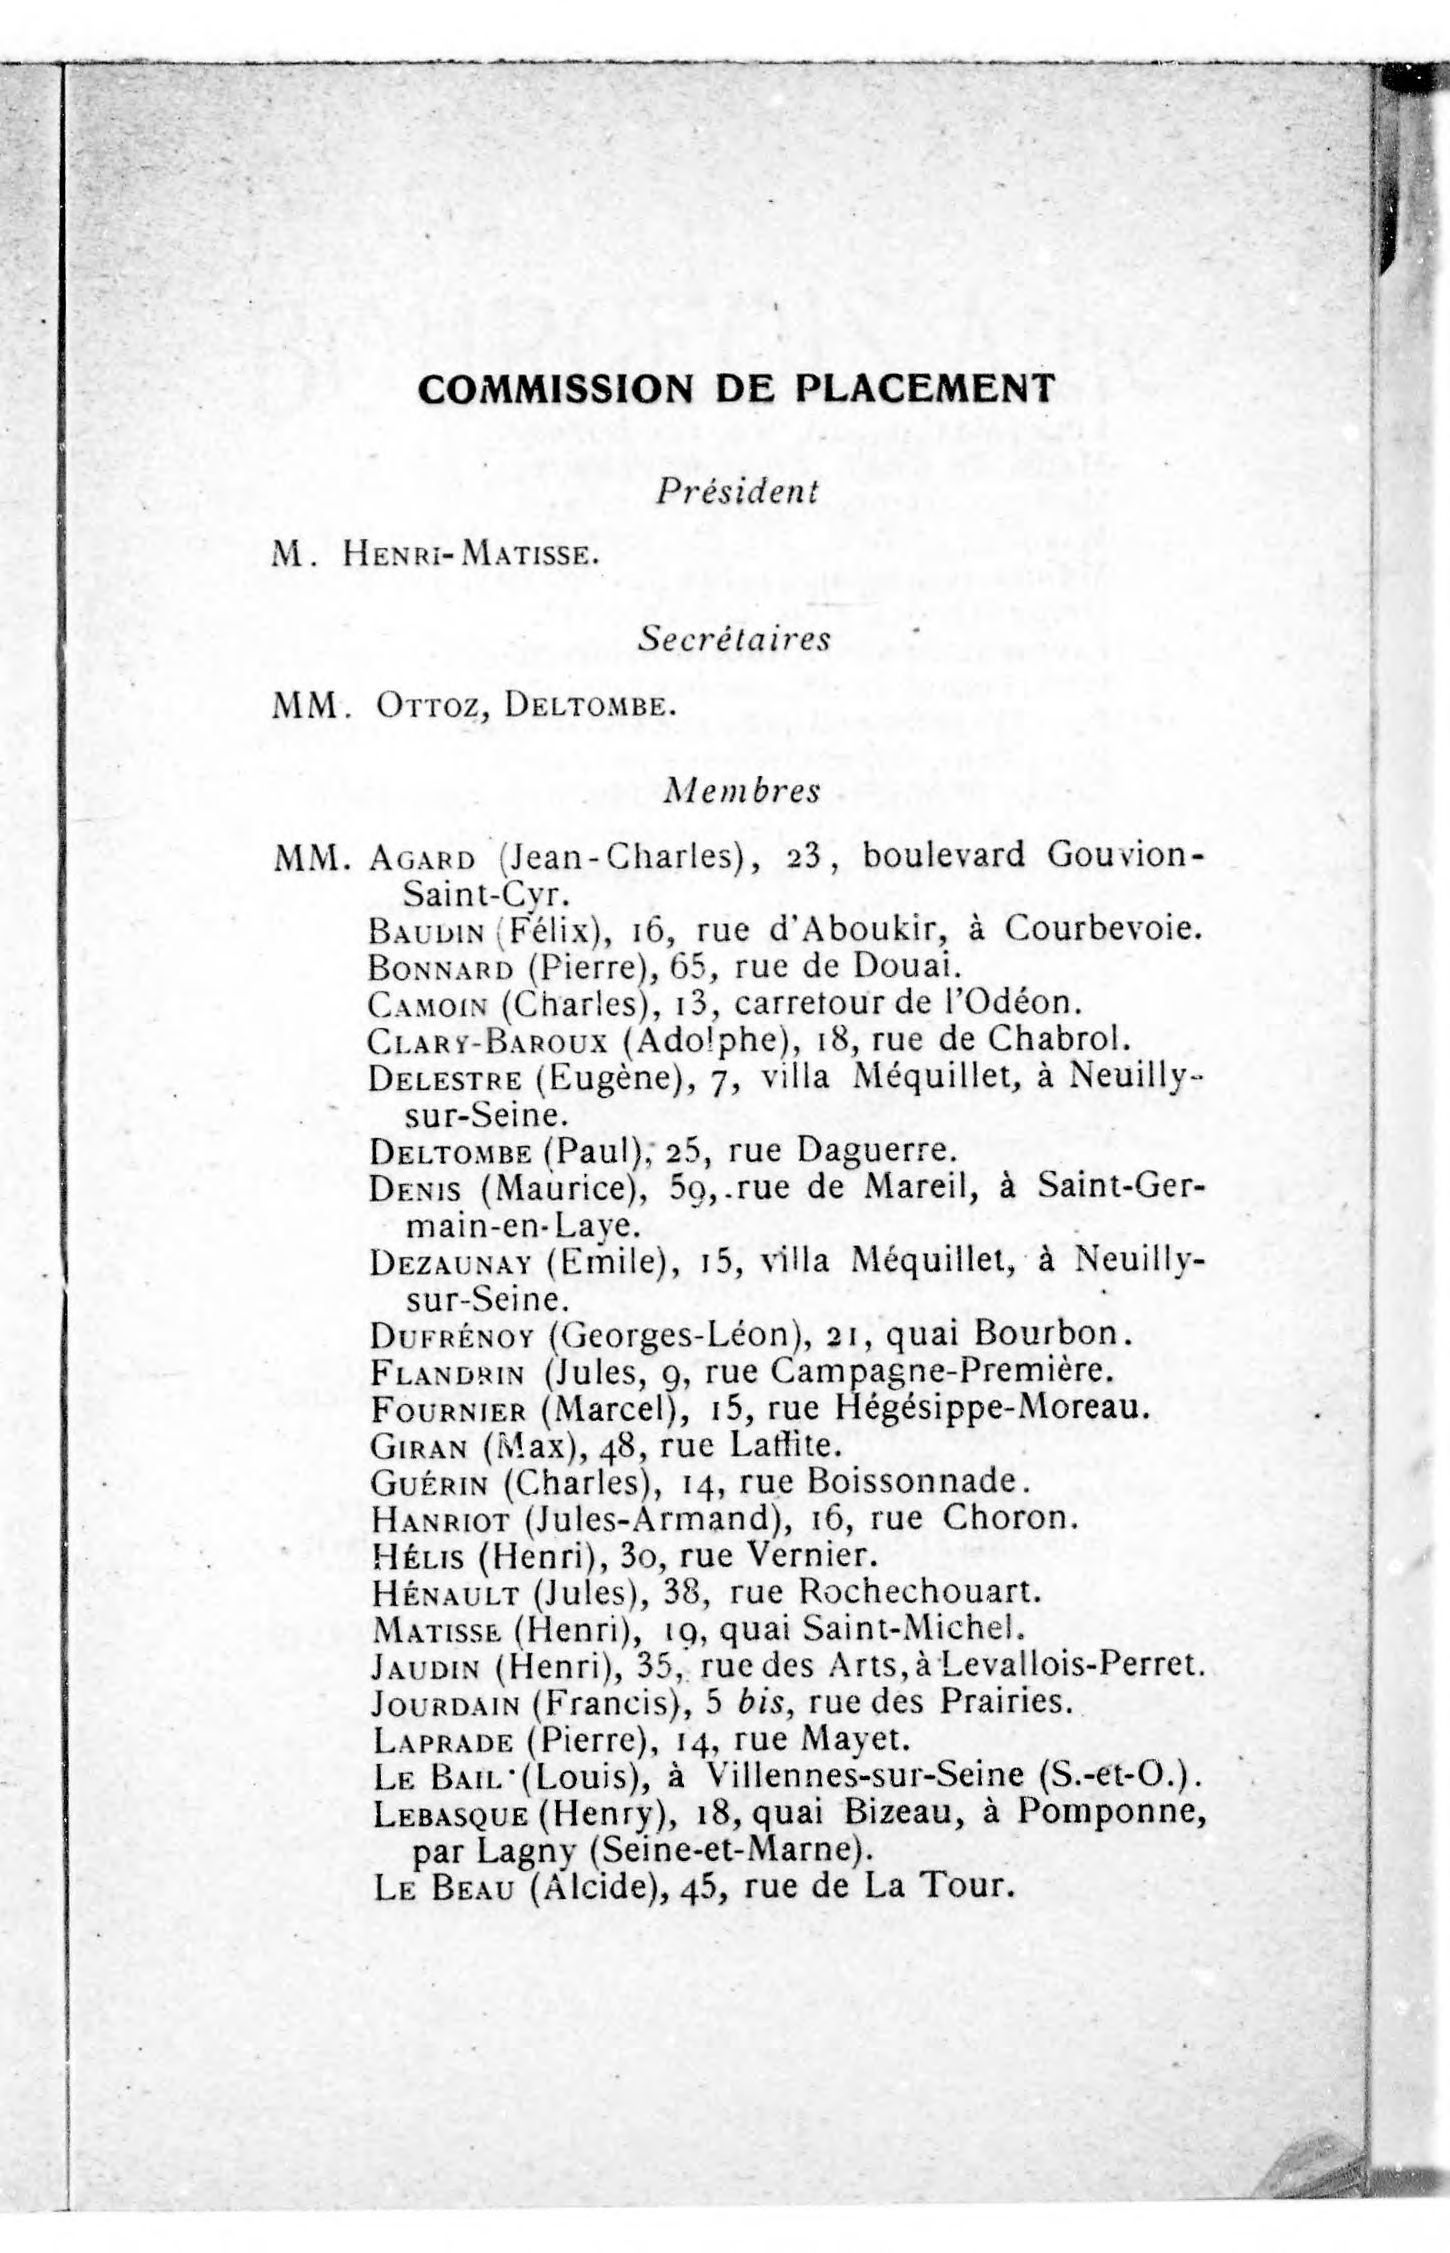 COMMISSION DE PLACEMENT
Président
M. HENRI-MATISSE.
Secrétaires
MM. OTTOZ, DELTOMBE.
Membres
MM. AGARD (Jean-Charles), 23, boulevard Gouvion-
Saint-Cyr.
BAUDIN (Félix), 16, rue d'Aboukir, à Courbevoie.
BONNARD (Pierre), 65, rue de Douai.
CAMOIN (Charles), 13, carretour de l'Odéon.
CLARY-BAROUX (Adolphe), 18, rue de Chabrol.
DELESTRE (Eugène), 7, villa Méquillet, à Neuilly-
sur-Seine.
DELTOMBE (Paul), 25, rue Daguerre.
DENIS (Maurice), 59, rue de Mareil, à Saint-Ger-
main-en-Laye.
DEZAUNAY (Emile), 15, villa Méquillet, à Neuilly-
sur-Seine.
DUFRÉNOY (Georges-Léon), 21, quai Bourbon.
FLANDRIN (Jules, 9, rue Campagne-Première.
FOURNIER (Marcel), 15, rue Hégésippe-Moreau.
GIRAN (Max), 48, rue Laffite.
GUÉRIN (Charles), 14, rue Boissonnade.
HANRIOT (Jules-Armand), 16, rue Choron.
HÉLIS (Henri), 30, rue Vernier.
HÉNAULT (Jules), 38, rue Rochechouart.
MATISSE (Henri), 19, quai Saint-Michel.
JAUDIN (Henri), 35, rue des Arts, à Levallois-Perret.
JOURDAIN (Francis), 5 bis, rue des Prairies.
LAPRADE (Pierre), 14, rue Mayet.
LE BAIL (Louis), à Villennes-sur-Seine (S.-et-O.).
LEBASQUE (Henry), 18, quai Bizeau, à Pomponne,
par Lagny (Seine-et-Marne).
LE BEAU (Alcide), 45, rue de La Tour.